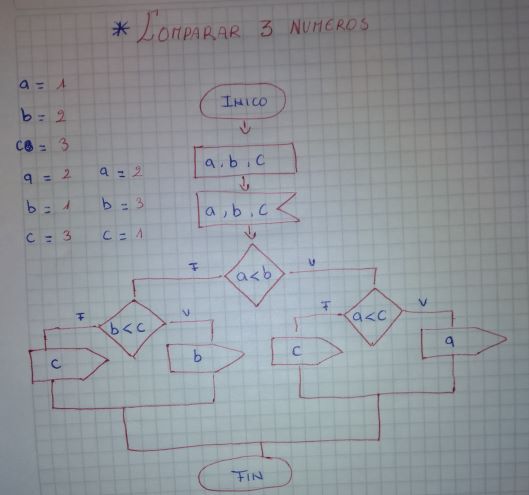 * COMPARAR 3 NUMEROS
a = 1
b = 2
c = 3
a = 2
b = 1
c = 3
a = 2
b = 3
c = 1
INICO
a, b, c
a, b, c
a<b
F
V
b<c
F
V
a<c
F
V
c
b
c
a
FIN